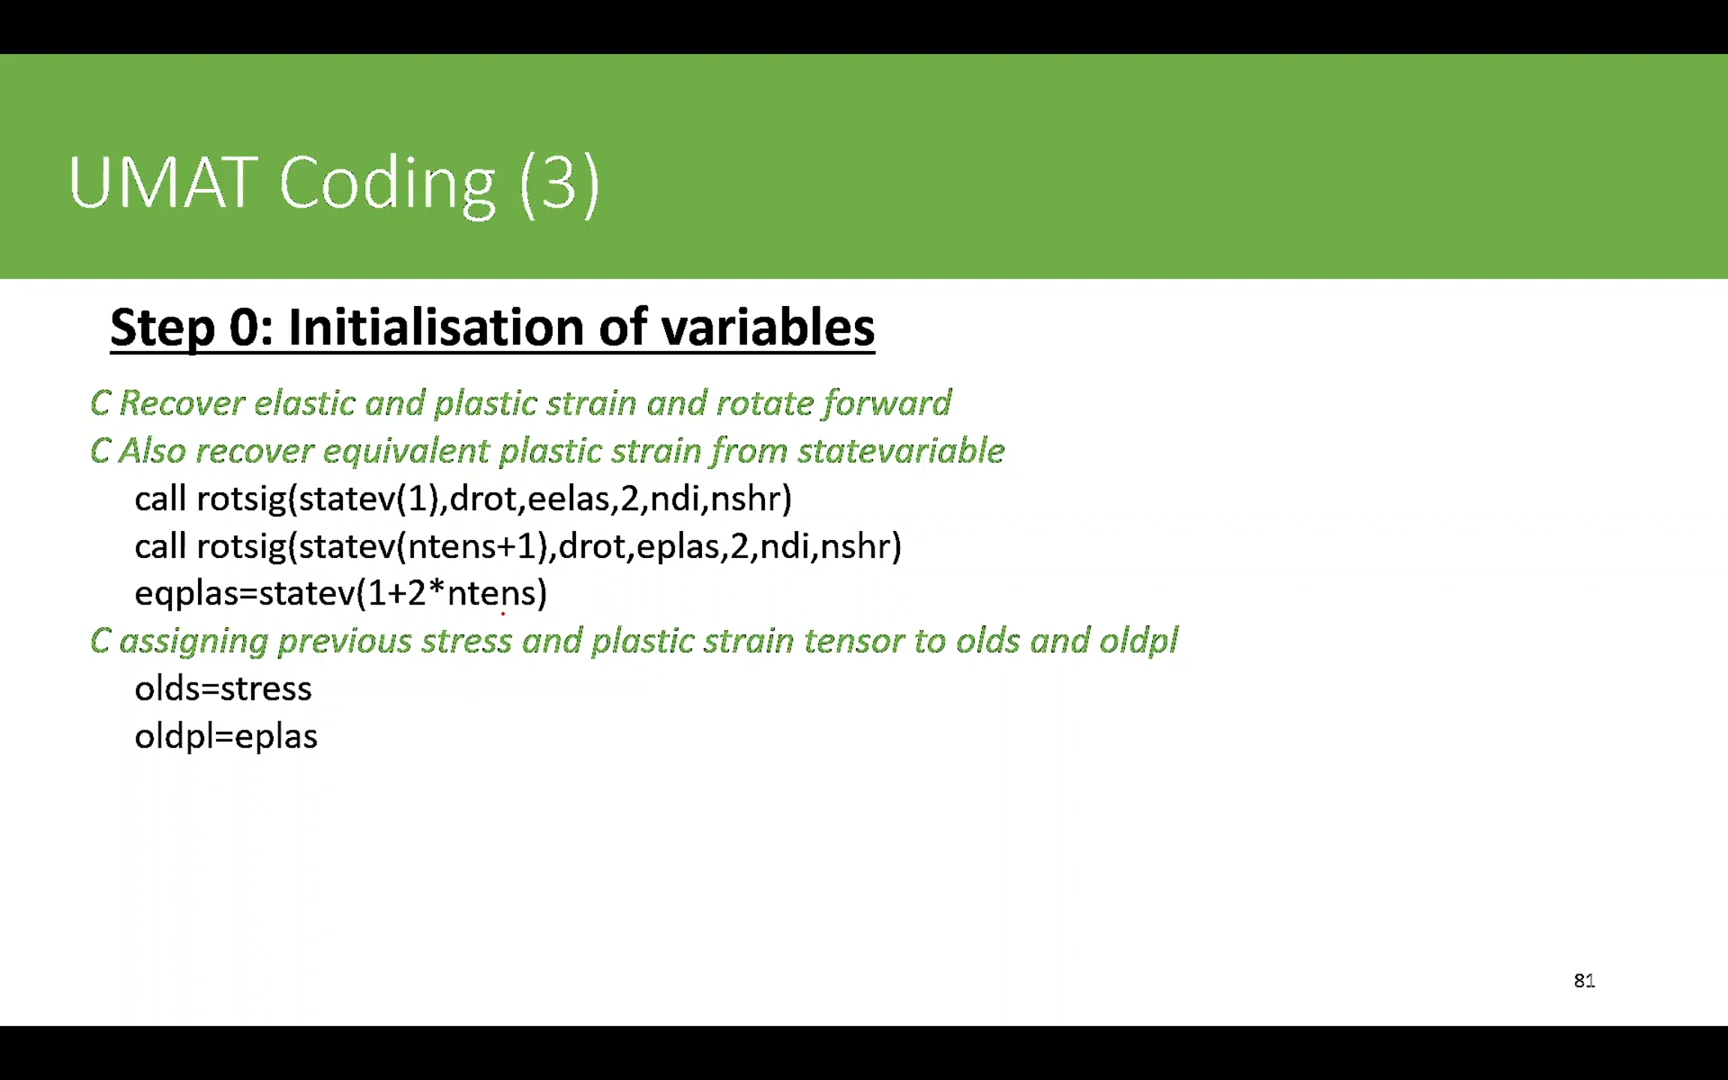 UMAT Coding (3)
Step 0: Initialisation of variables
C Recover elastic and plastic strain and rotate forward
C Also recover equivalent plastic strain from statevariable
call rotsig(statev(1),drot,eelas,2,ndi,nshr)
call rotsig(statev(ntens+1),drot,eplas,2,ndi,nshr)
eqplas=statev(1+2*ntens)
C assigning previous stress and plastic strain tensor to olds and oldpl
olds=stress
oldpl=eplas
81